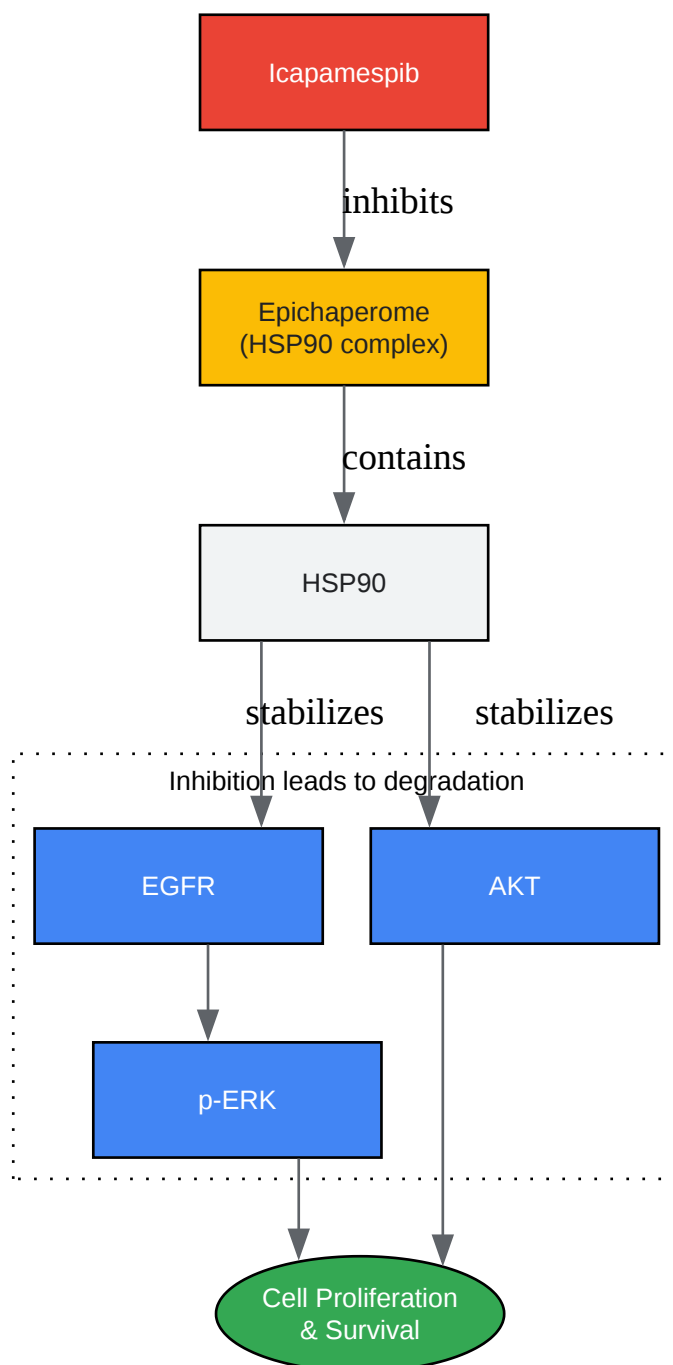 Icapamespib
inhibits
Epichaperome
(HSP90 complex)
contains
HSP90
stabilizes
stabilizes
Inhibition leads to degradation
EGFR
AKT
p-ERK
Cell Proliferation
& Survival